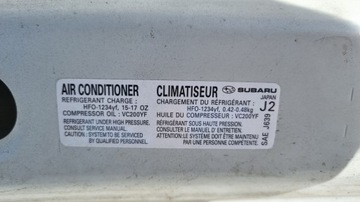 AIR CONDITIONER
REFRIGERANT CHARGE :
HFO-1234yf, 15-17 OZ
COMPRESSOR OIL : VC200YF
REFRIGERANT UNDER HIGH PRESSURE.
CONSULT SERVICE MANUAL.
CAUTION : SYSTEM TO BE SERVICED
BY QUALIFIED PERSONNEL.
CLIMATISEUR
CHARGEMENT DU RÉFRIGÉRANT :
HFO-1234yf, 0.42-0.48kg
HUILE DU COMPRESSEUR : VC200YF
RÉFRIGÉRANT SOUS HAUTE PRESSION.
CONSULTER LE MANUEL D'ENTRETIEN.
ATTENTION : LE SYSTÈME DOIT ÊTRE RÉPARÉ
PAR UN PERSONNEL COMPÉTENT.
SUBARU
JAPAN
J2
SAE J639